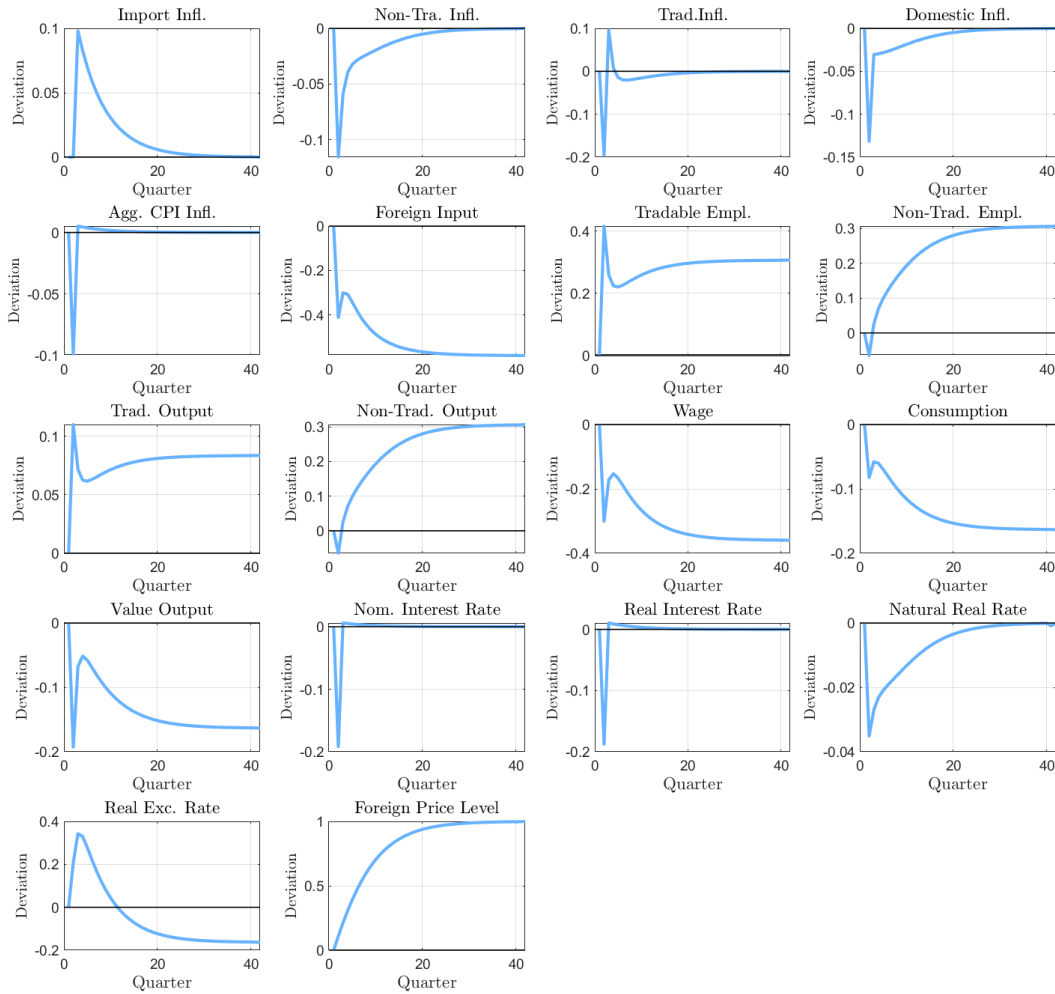 Import Infl.
Deviation
0.1
0.05
0
0 20 40
Quarter
Non-Tra. Infl.
Deviation
0
-0.05
-0.1
0 20 40
Quarter
Trad.Infl.
Deviation
0.1
0
-0.1
-0.2
0 20 40
Quarter
Domestic Infl.
Deviation
0
-0.05
-0.1
-0.15
0 20 40
Quarter
Agg. CPI Infl.
Deviation
0
-0.05
-0.1
0 20 40
Quarter
Foreign Input
Deviation
0
-0.2
-0.4
0 20 40
Quarter
Tradable Empl.
Deviation
0.4
0.2
0
0 20 40
Quarter
Non-Trad. Empl.
Deviation
0.3
0.2
0.1
0
0 20 40
Quarter
Trad. Output
Deviation
0.1
0.05
0
0 20 40
Quarter
Non-Trad. Output
Deviation
0.3
0.2
0.1
0
0 20 40
Quarter
Wage
Deviation
0
-0.2
-0.4
0 20 40
Quarter
Consumption
Deviation
0
-0.1
-0.2
0 20 40
Quarter
Value Output
Deviation
0
-0.1
-0.2
0 20 40
Quarter
Nom. Interest Rate
Deviation
0
-0.1
-0.2
0 20 40
Quarter
Real Interest Rate
Deviation
0
-0.1
-0.2
0 20 40
Quarter
Natural Real Rate
Deviation
0
-0.02
-0.04
0 20 40
Quarter
Real Exc. Rate
Deviation
0.4
0.2
0
-0.2
0 20 40
Quarter
Foreign Price Level
Deviation
1
0.5
0
0 20 40
Quarter